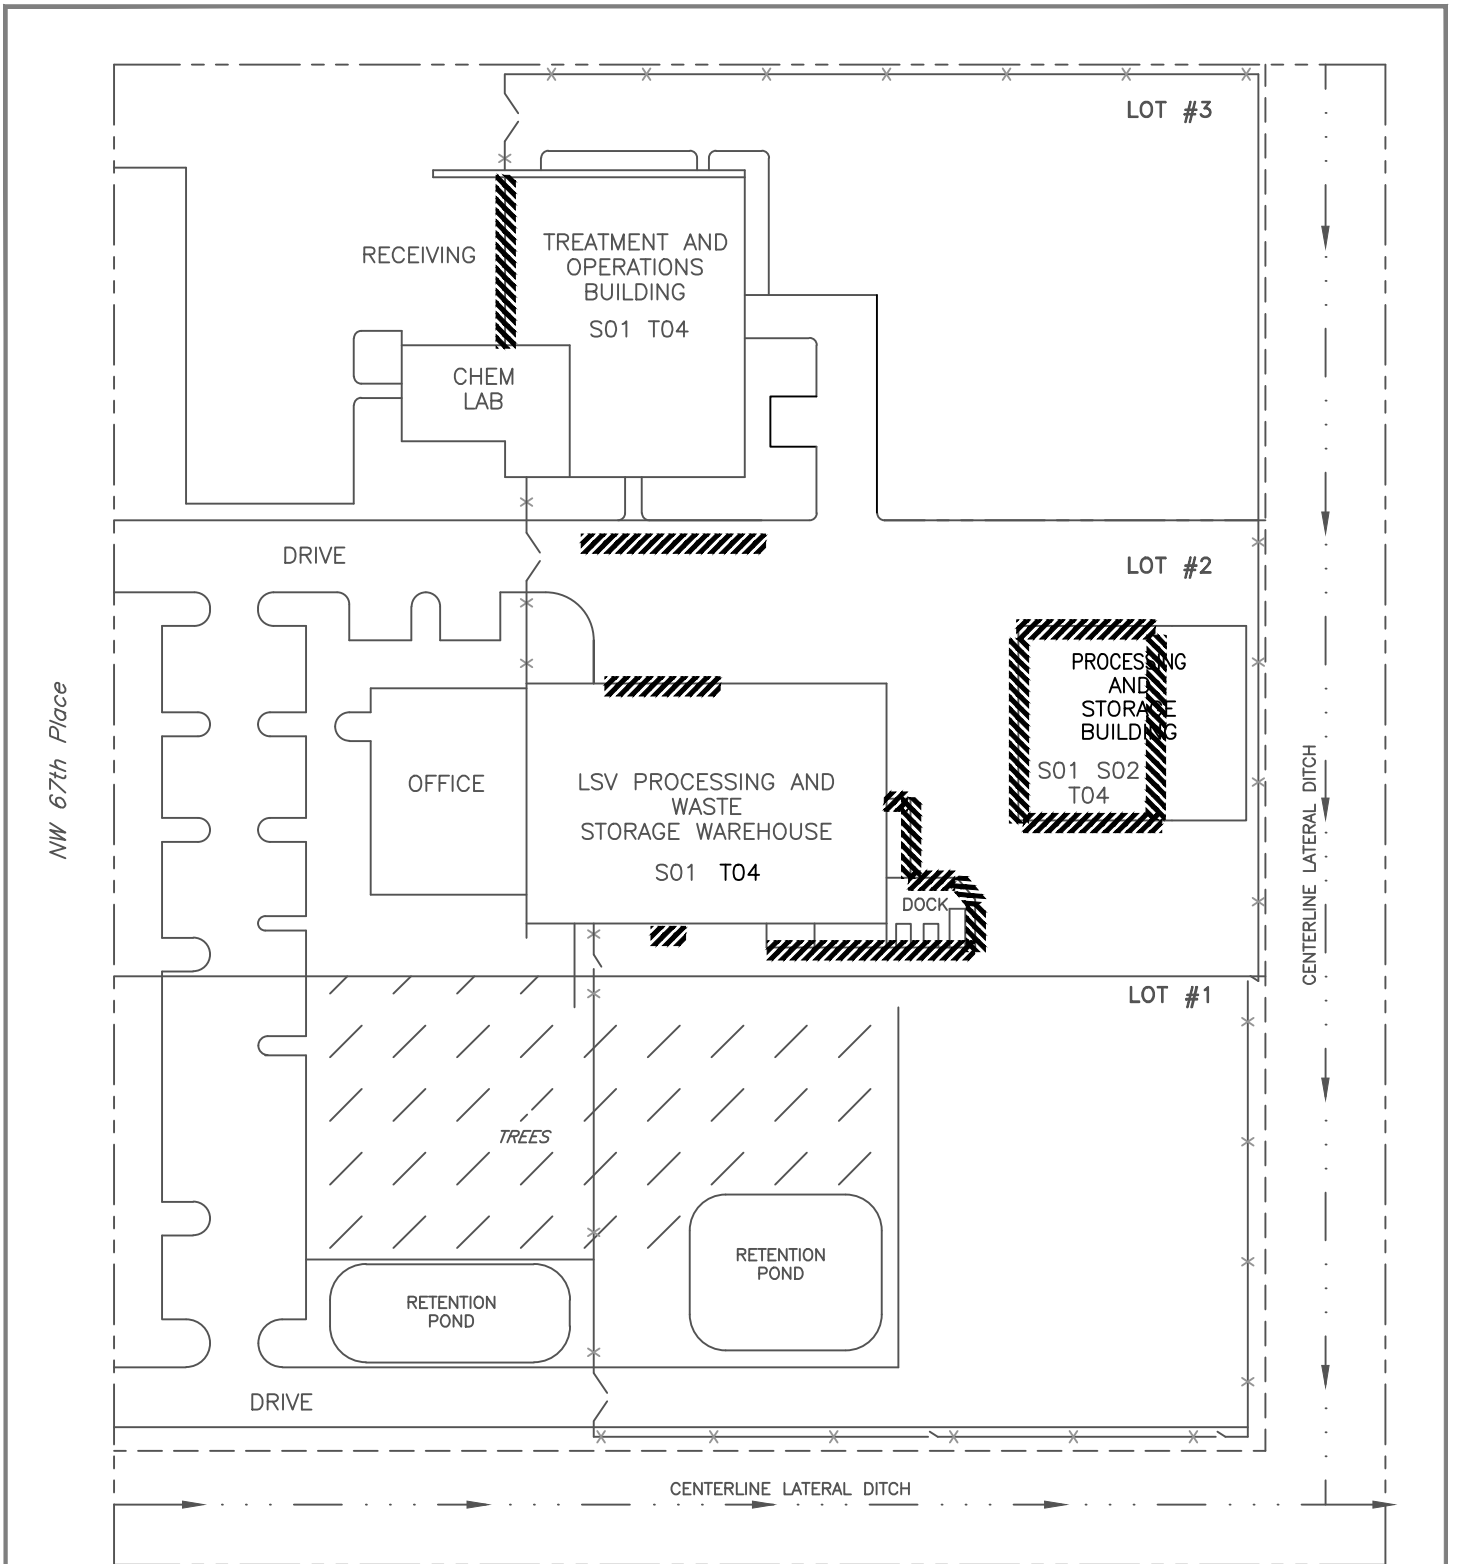 LOT #3
RECEIVING
TREATMENT AND
OPERATIONS
BUILDING
S01 T04
CHEM
LAB
DRIVE
LOT #2
NW 67th Place
PROCESSING
AND
STORAGE
BUILDING
S01 S02
T04
OFFICE
LSV PROCESSING AND
WASTE
STORAGE WAREHOUSE
S01 T04
DOCK
CENTERLINE LATERAL DITCH
LOT #1
TREES
RETENTION
POND
RETENTION
POND
DRIVE
CENTERLINE LATERAL DITCH